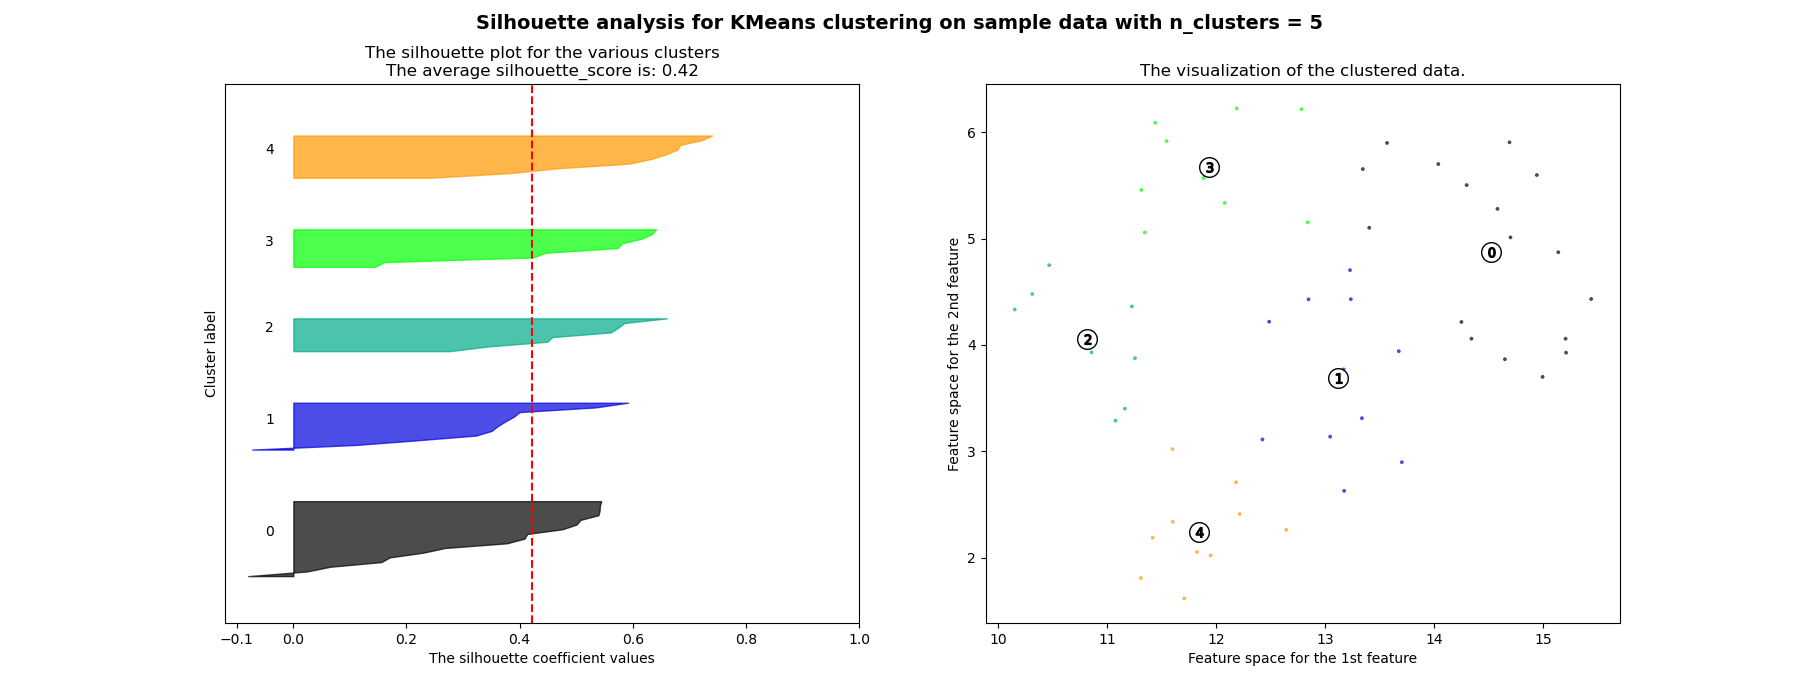 Silhouette analysis for KMeans clustering on sample data with n_clusters = 5
The silhouette plot for the various clusters
The average silhouette_score is: 0.42
4
3
2
1
0
Cluster label
−0.1 0.0 0.2 0.4 0.6 0.8 1.0
The silhouette coefficient values
The visualization of the clustered data.
6
5
4
3
2
Feature space for the 2nd feature
3
0
2
1
4
10 11 12 13 14 15
Feature space for the 1st feature